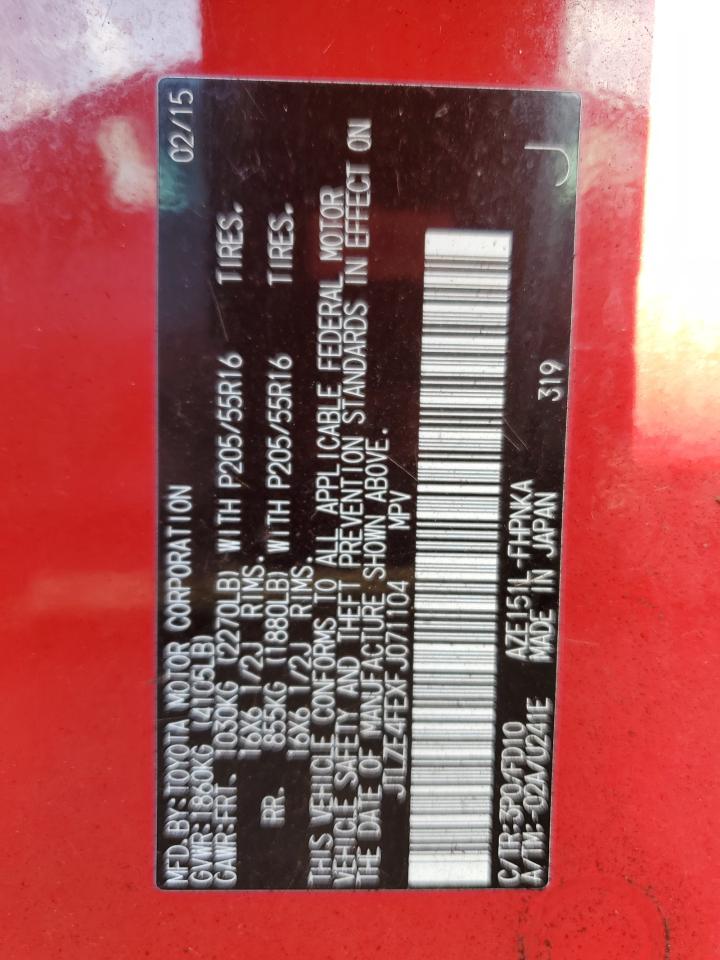 MFD.BY:TOYOTA MOTOR CORPORATION 02/15
GVWR:1860KG (4105LB)
GAWR:FRT. 1030KG (2270LB) WITH P205/55R16 TIRES,
16X6 1/2J RIMS.
RR. 855KG (1880LB) WITH P205/55R16 TIRES,
16X6 1/2J RIMS.
THIS VEHICLE CONFORMS TO ALL APPLICABLE FEDERAL MOTOR
VEHICLE SAFETY AND THEFT PREVENTION STANDARDS IN EFFECT ON
THE DATE OF MANUFACTURE SHOWN ABOVE.
JTLZE4FEXFJ071104 MPV
C/TR:3P0/FD10 AZE151L-FHPNKA
A/TM:-02A/0241E MADE IN JAPAN 319 J